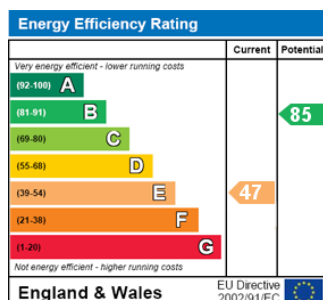 Energy Efficiency Rating
Current Potential
Very energy efficient - lower running costs
(92-100) A
(81-91) B
85
(69-80) C
(55-68) D
(39-54) E
47
(21-38) F
(1-20) G
Not energy efficient - higher running costs
England & Wales
EU Directive
2002/91/EC